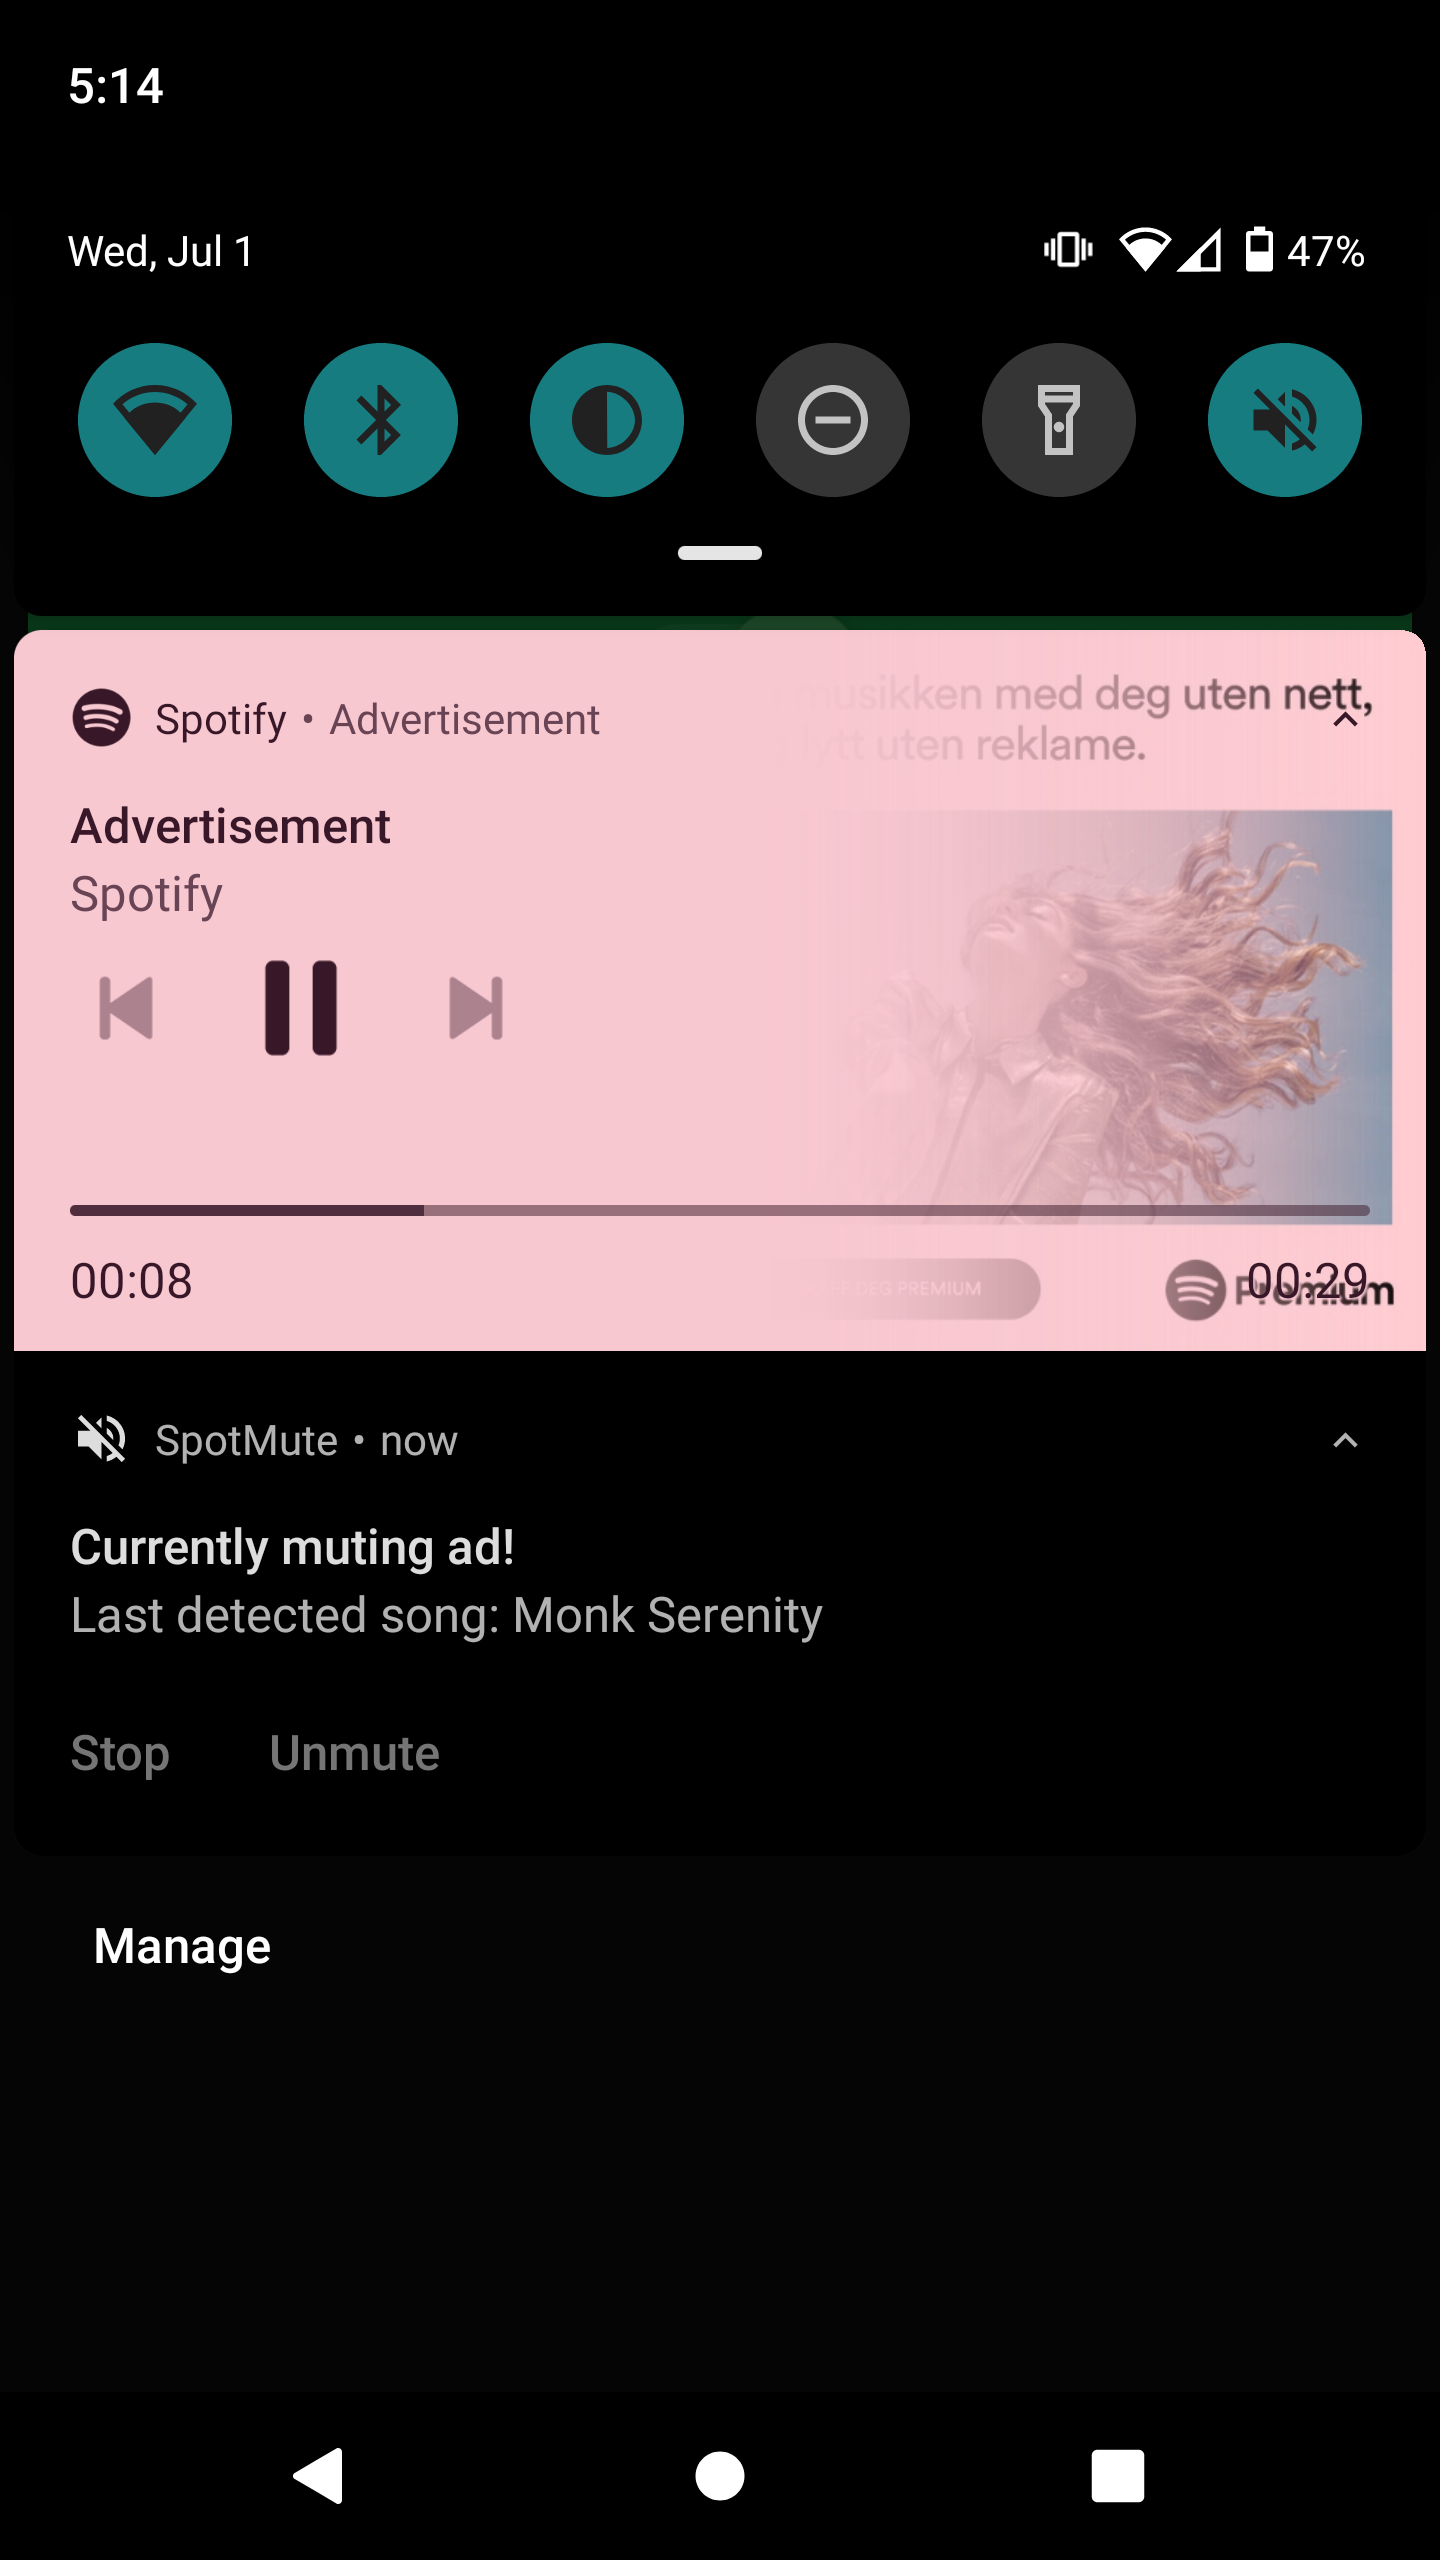 5:14
Wed, Jul 1
47%
musikken med deg uten nett,
Spotify • Advertisement
lytt uten reklame.
Advertisement
Spotify
00:08
00:29
DEG PREMIUM
Premium
SpotMute • now
Currently muting ad!
Last detected song: Monk Serenity
Stop Unmute
Manage